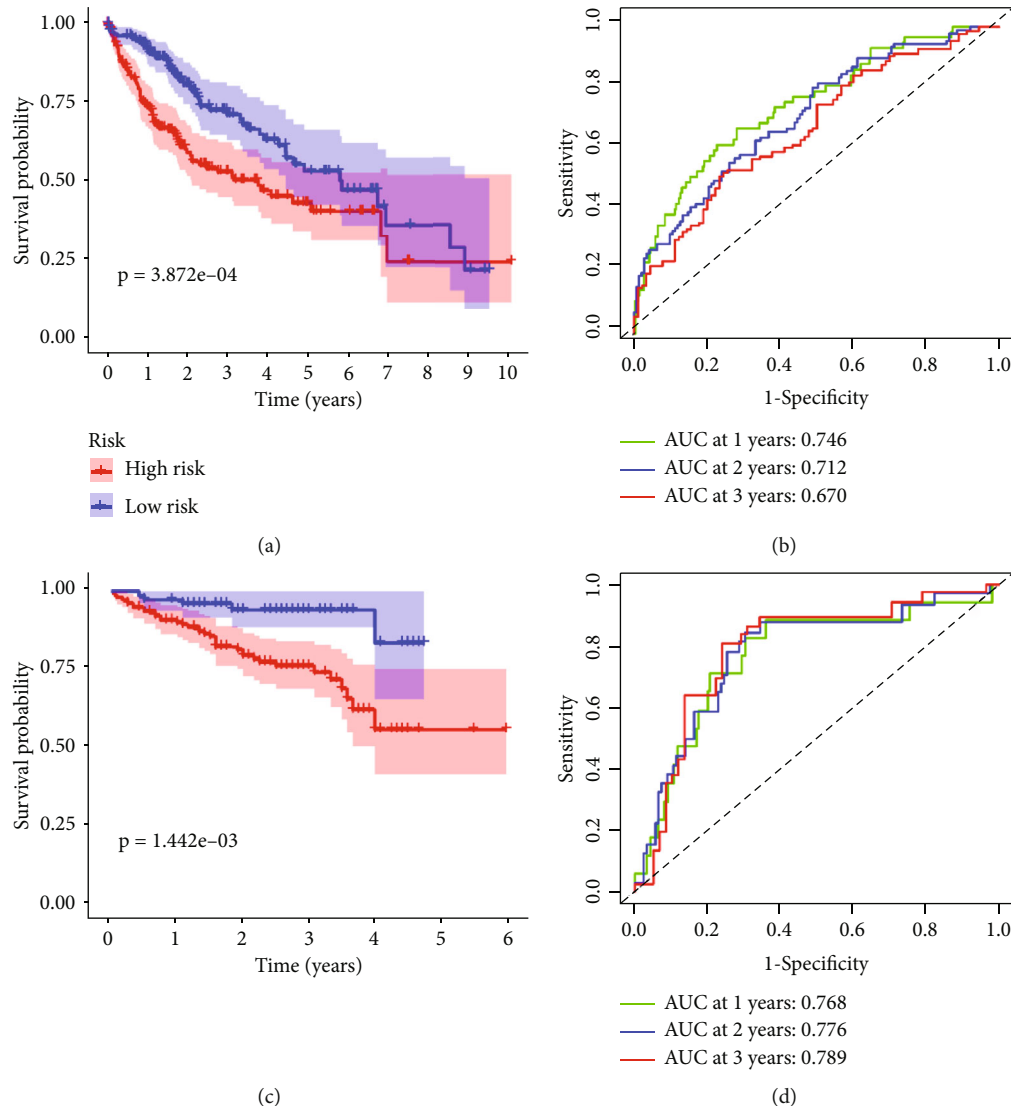 1.00
0.75
0.50
0.25
0.00
Survival probability
p = 3.872e–04
0 1 2 3 4 5 6 7 8 9 10
Time (years)
Risk
High risk
Low risk
(a)
1.0
0.8
0.6
0.4
0.2
0.0
Sensitivity
0.0 0.2 0.4 0.6 0.8 1.0
1-Specificity
AUC at 1 years: 0.746
AUC at 2 years: 0.712
AUC at 3 years: 0.670
(b)
1.00
0.75
0.50
0.25
0.00
Survival probability
p = 1.442e–03
0 1 2 3 4 5 6
Time (years)
(c)
1.0
0.8
0.6
0.4
0.2
0.0
Sensitivity
0.0 0.2 0.4 0.6 0.8 1.0
1-Specificity
AUC at 1 years: 0.768
AUC at 2 years: 0.776
AUC at 3 years: 0.789
(d)